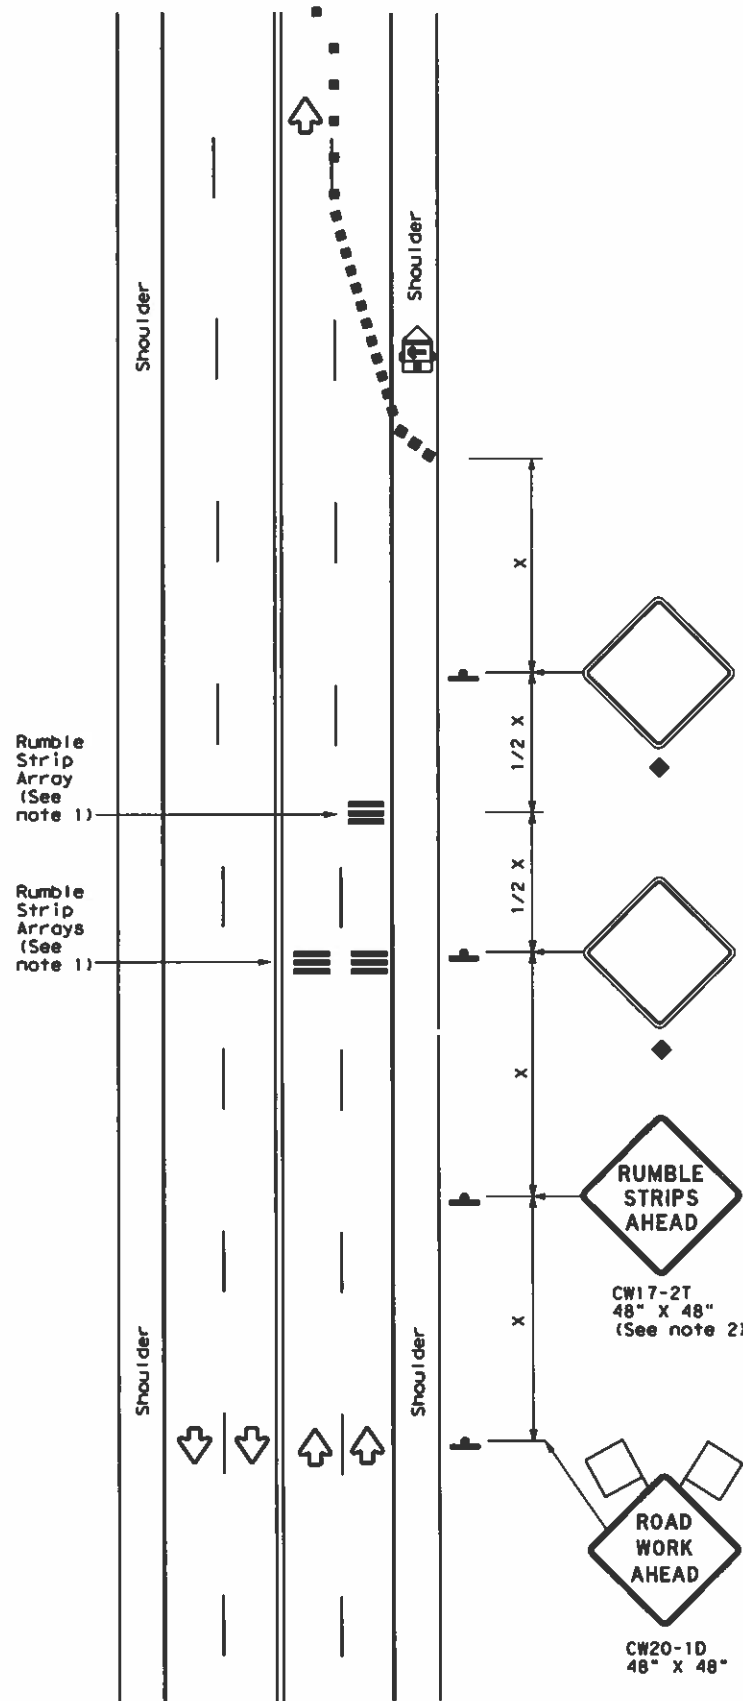 Shoulder
Shoulder
X
1/2 X
Rumble
Strip
Array
(See
note 1)
1/2 X
Rumble
Strip
Arrays
(See
note 1)
X
RUMBLE
STRIPS
AHEAD
CW17-2T
48" X 48"
(See note 2)
X
Shoulder
Shoulder
ROAD
WORK
AHEAD
CW20-1D
48" X 48"